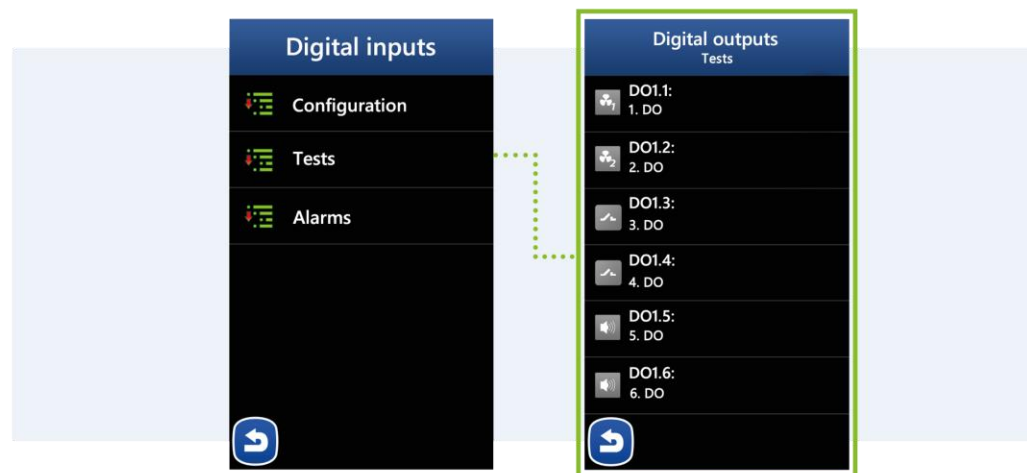 Digital inputs
Configuration
Tests
Alarms
Digital outputs
Tests
DO1.1:
1. DO
DO1.2:
2. DO
DO1.3:
3. DO
DO1.4:
4. DO
DO1.5:
5. DO
DO1.6:
6. DO